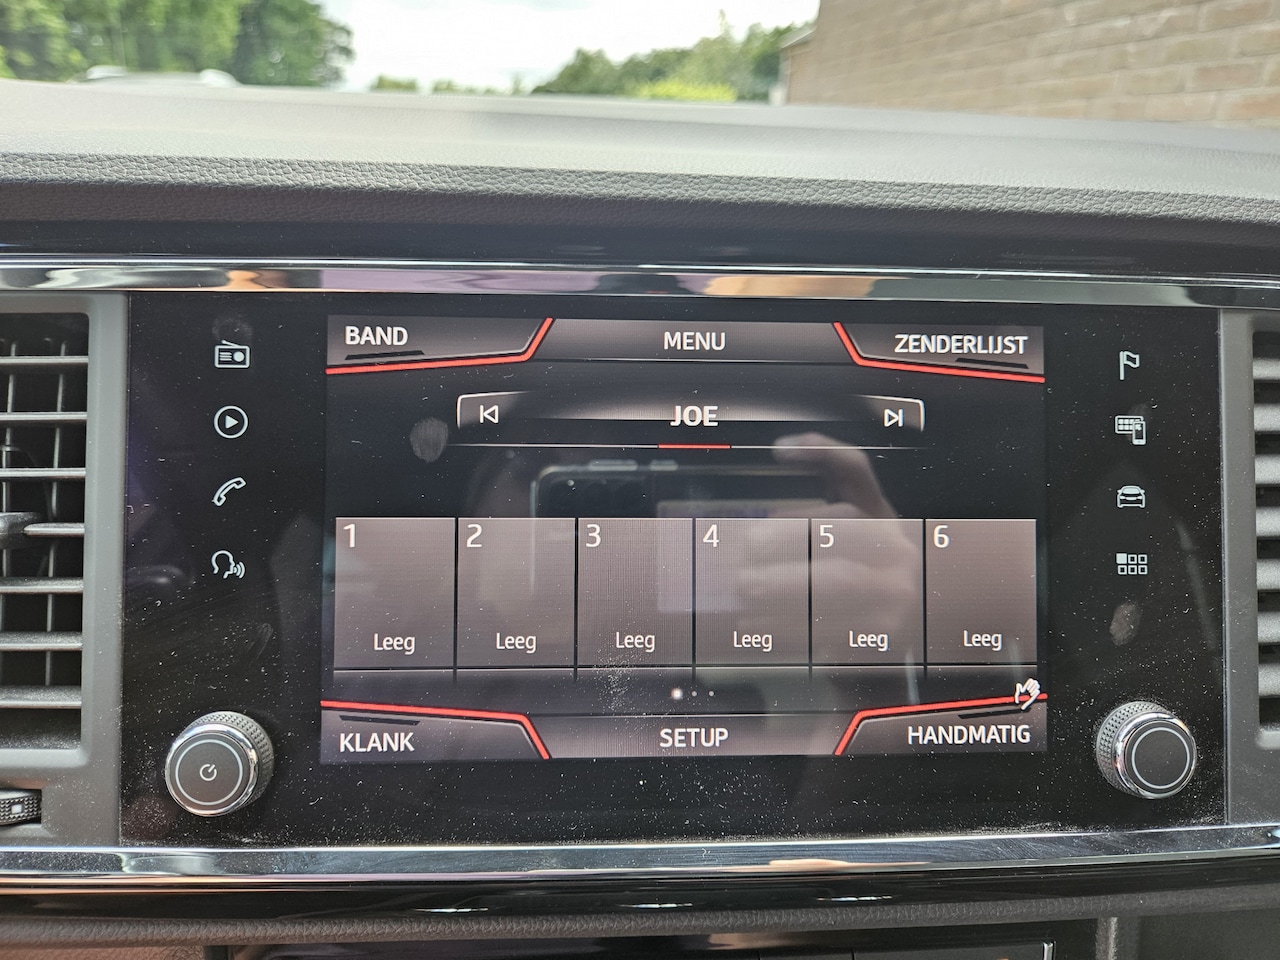 BAND MENU ZENDERLIJST
JOE
1 2 3 4 5 6
Leeg Leeg Leeg Leeg Leeg Leeg
KLANK SETUP HANDMATIG